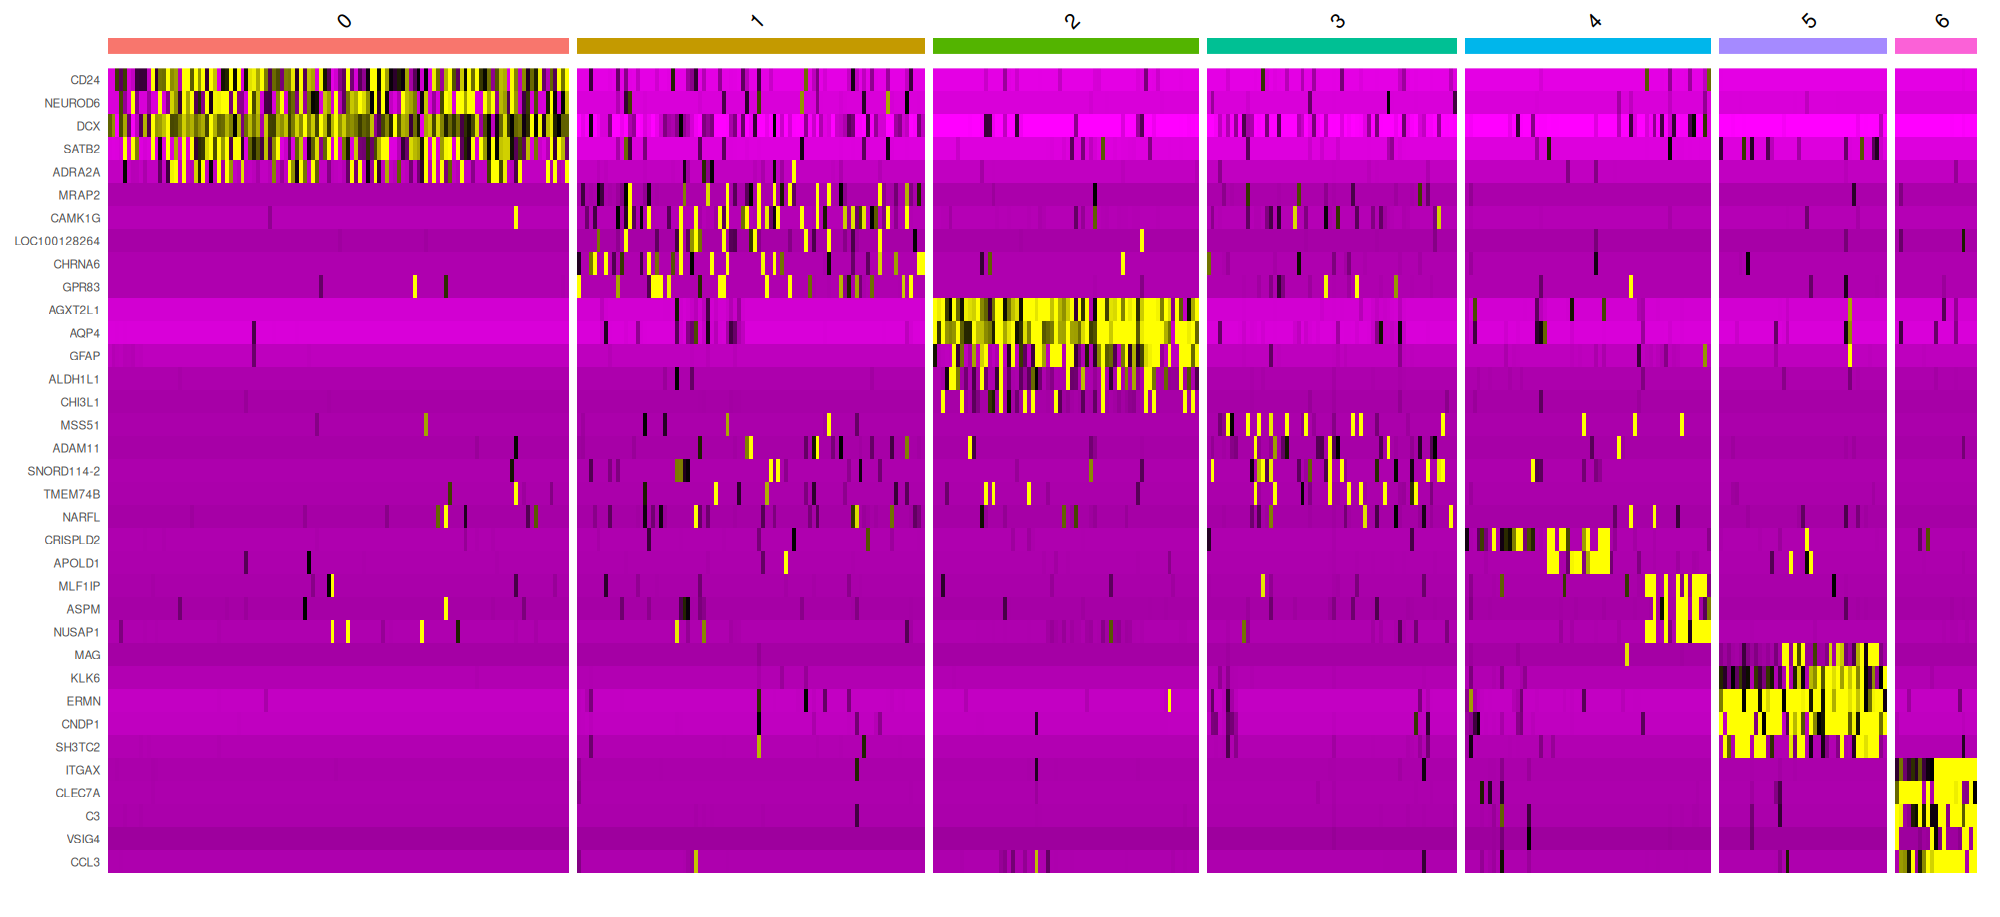 0 1 2 3 4 5 6
CD24
NEUROD6
DCX
SATB2
ADRA2A
MRAP2
CAMK1G
LOC100128264
CHRNA6
GPR83
AGXT2L1
AQP4
GFAP
ALDH1L1
CHI3L1
MSS51
ADAM11
SNORD114-2
TMEM74B
NARFL
CRISPLD2
APOLD1
MLF1IP
ASPM
NUSAP1
MAG
KLK6
ERMN
CNDP1
SH3TC2
ITGAX
CLEC7A
C3
VSIG4
CCL3